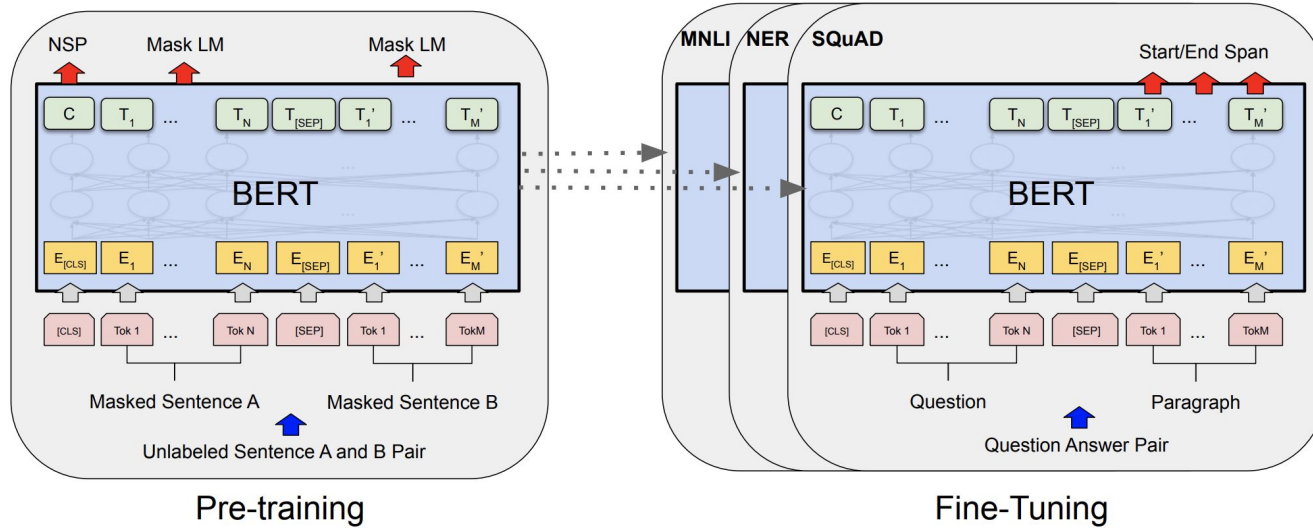 NSP Mask LM Mask LM
C T1 ... TN T[SEP] T1' ... TM'
...
BERT
...
E[CLS] E1 ... EN E[SEP] E1' ... EM'
[CLS] Tok 1 ... Tok N [SEP] Tok 1 ... TokM
Masked Sentence A Masked Sentence B
Unlabeled Sentence A and B Pair
Pre-training
MNLI NER SQuAD
Start/End Span
C T1 ... TN T[SEP] T1' ... TM'
...
BERT
...
E[CLS] E1 ... EN E[SEP] E1' ... EM'
[CLS] Tok 1 ... Tok N [SEP] Tok 1 ... TokM
Question Paragraph
Question Answer Pair
Fine-Tuning